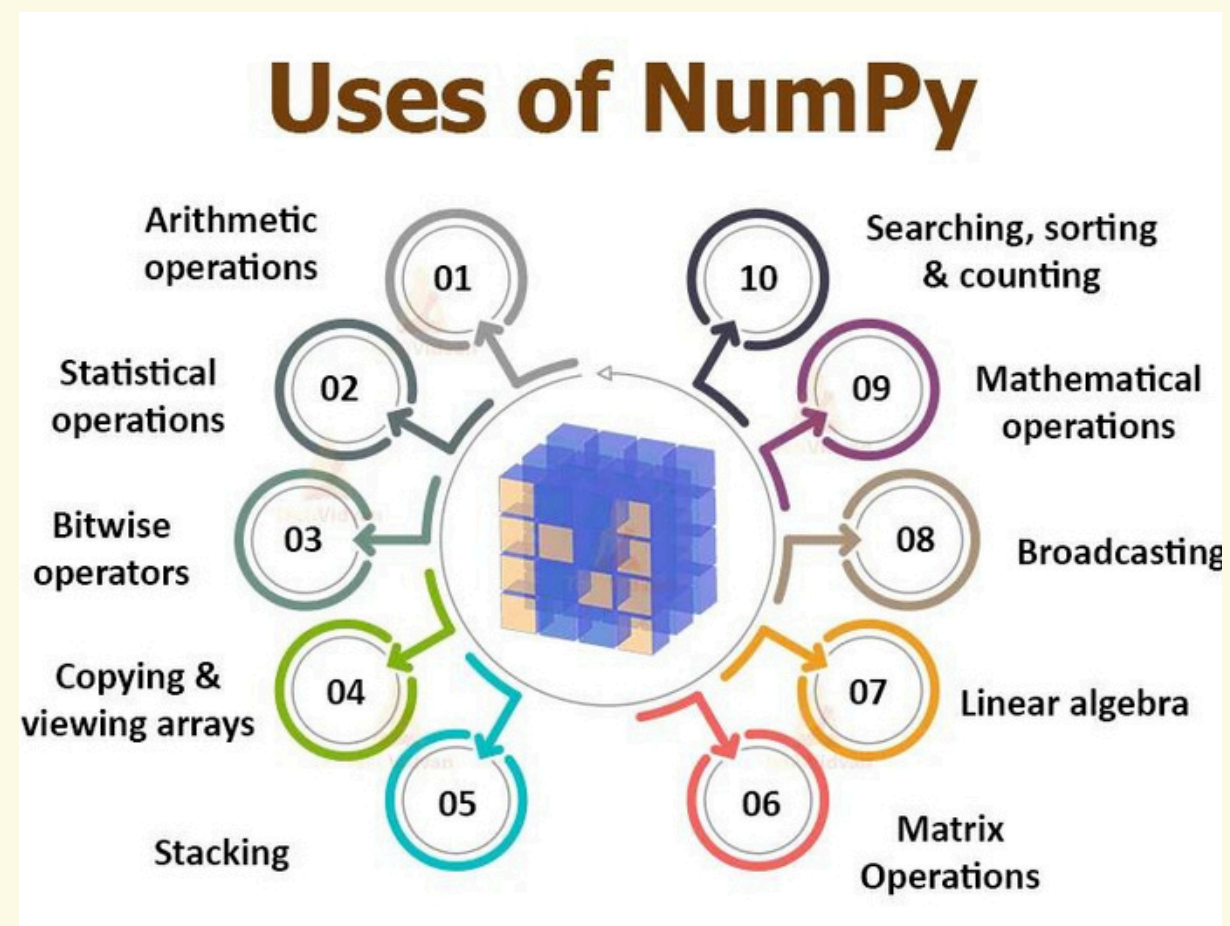 Uses of NumPy
01
Arithmetic
operations
02
Statistical
operations
03
Bitwise
operators
04
Copying &
viewing arrays
05
Stacking
06
Matrix
Operations
07
Linear algebra
08
Broadcasting
09
Mathematical
operations
10
Searching, sorting
& counting